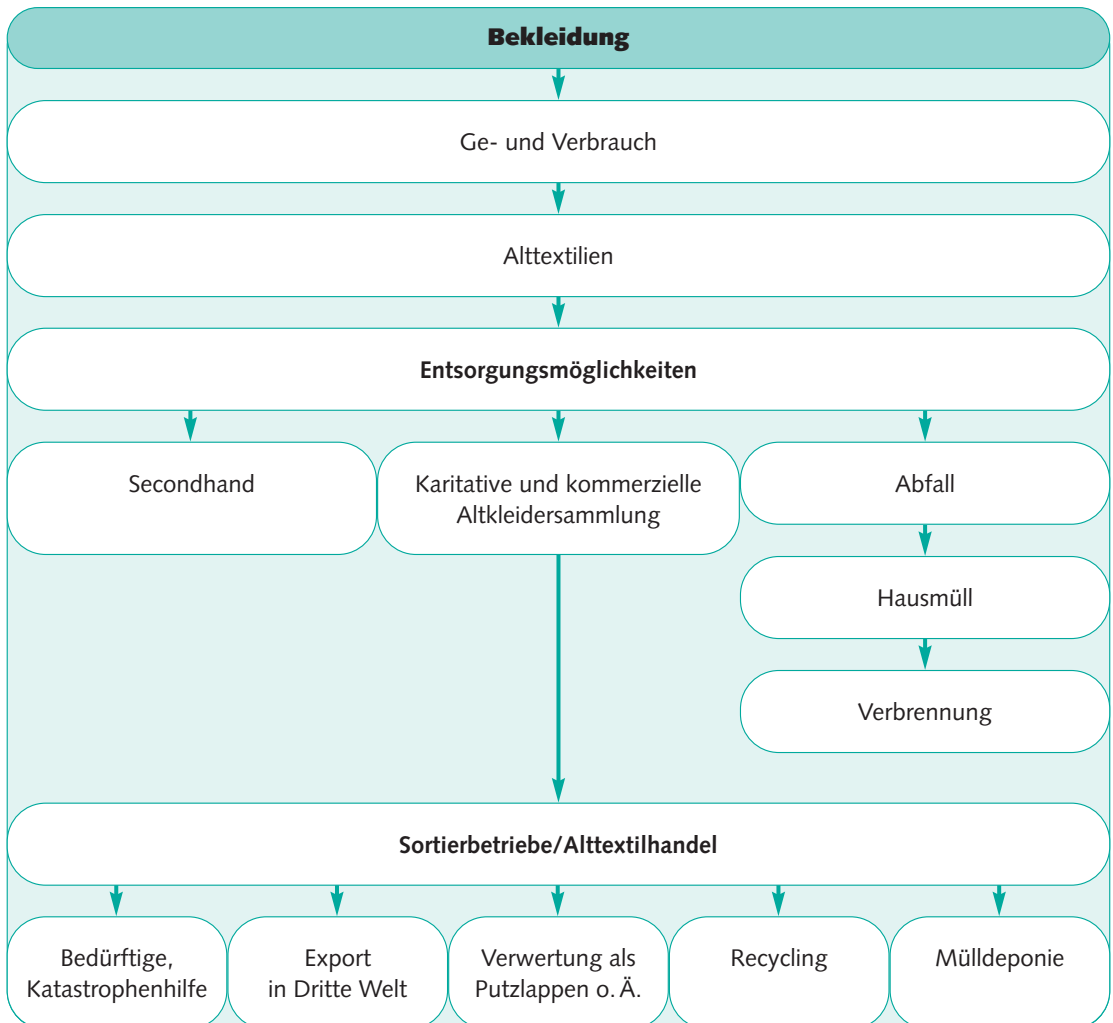 Bekleidung
Ge- und Verbrauch
Alttextilien
Entsorgungsmöglichkeiten
Secondhand
Karitative und kommerzielle
Altkleidersammlung
Abfall
Hausmüll
Verbrennung
Sortierbetriebe/Alttextilhandel
Bedürftige,
Katastrophenhilfe
Export
in Dritte Welt
Verwertung als
Putzlappen o. Ä.
Recycling
Mülldeponie